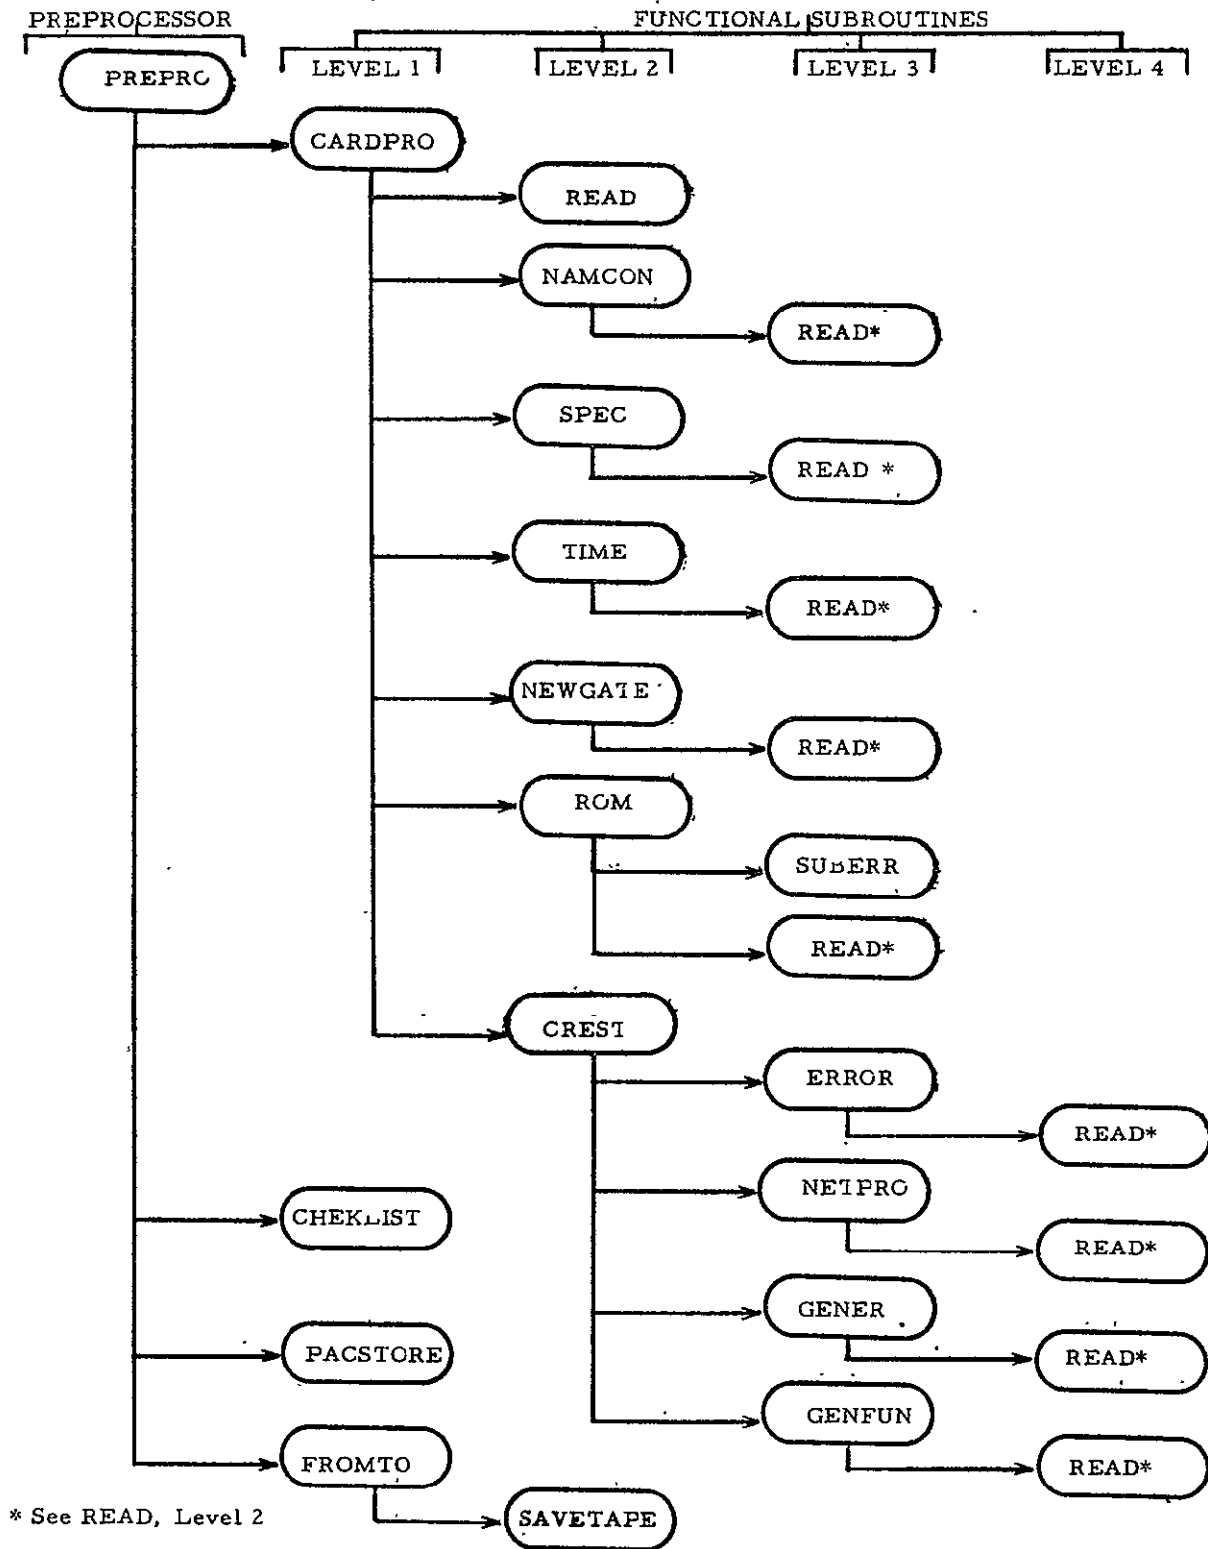 PREPROCESSOR
FUNCTIONAL SUBROUTINES
LEVEL 1
LEVEL 2
LEVEL 3
LEVEL 4
PREPRO
CARDPRO
READ
NAMCON
READ*
SPEC
READ *
TIME
READ*
NEWGATE
READ*
ROM
SUBERR
READ*
CREST
ERROR
READ*
NETPRO
READ*
CHEKLIST
GENER
READ*
PACSTORE
GENFUN
READ*
FROMTO
SAVETAPE
* See READ, Level 2